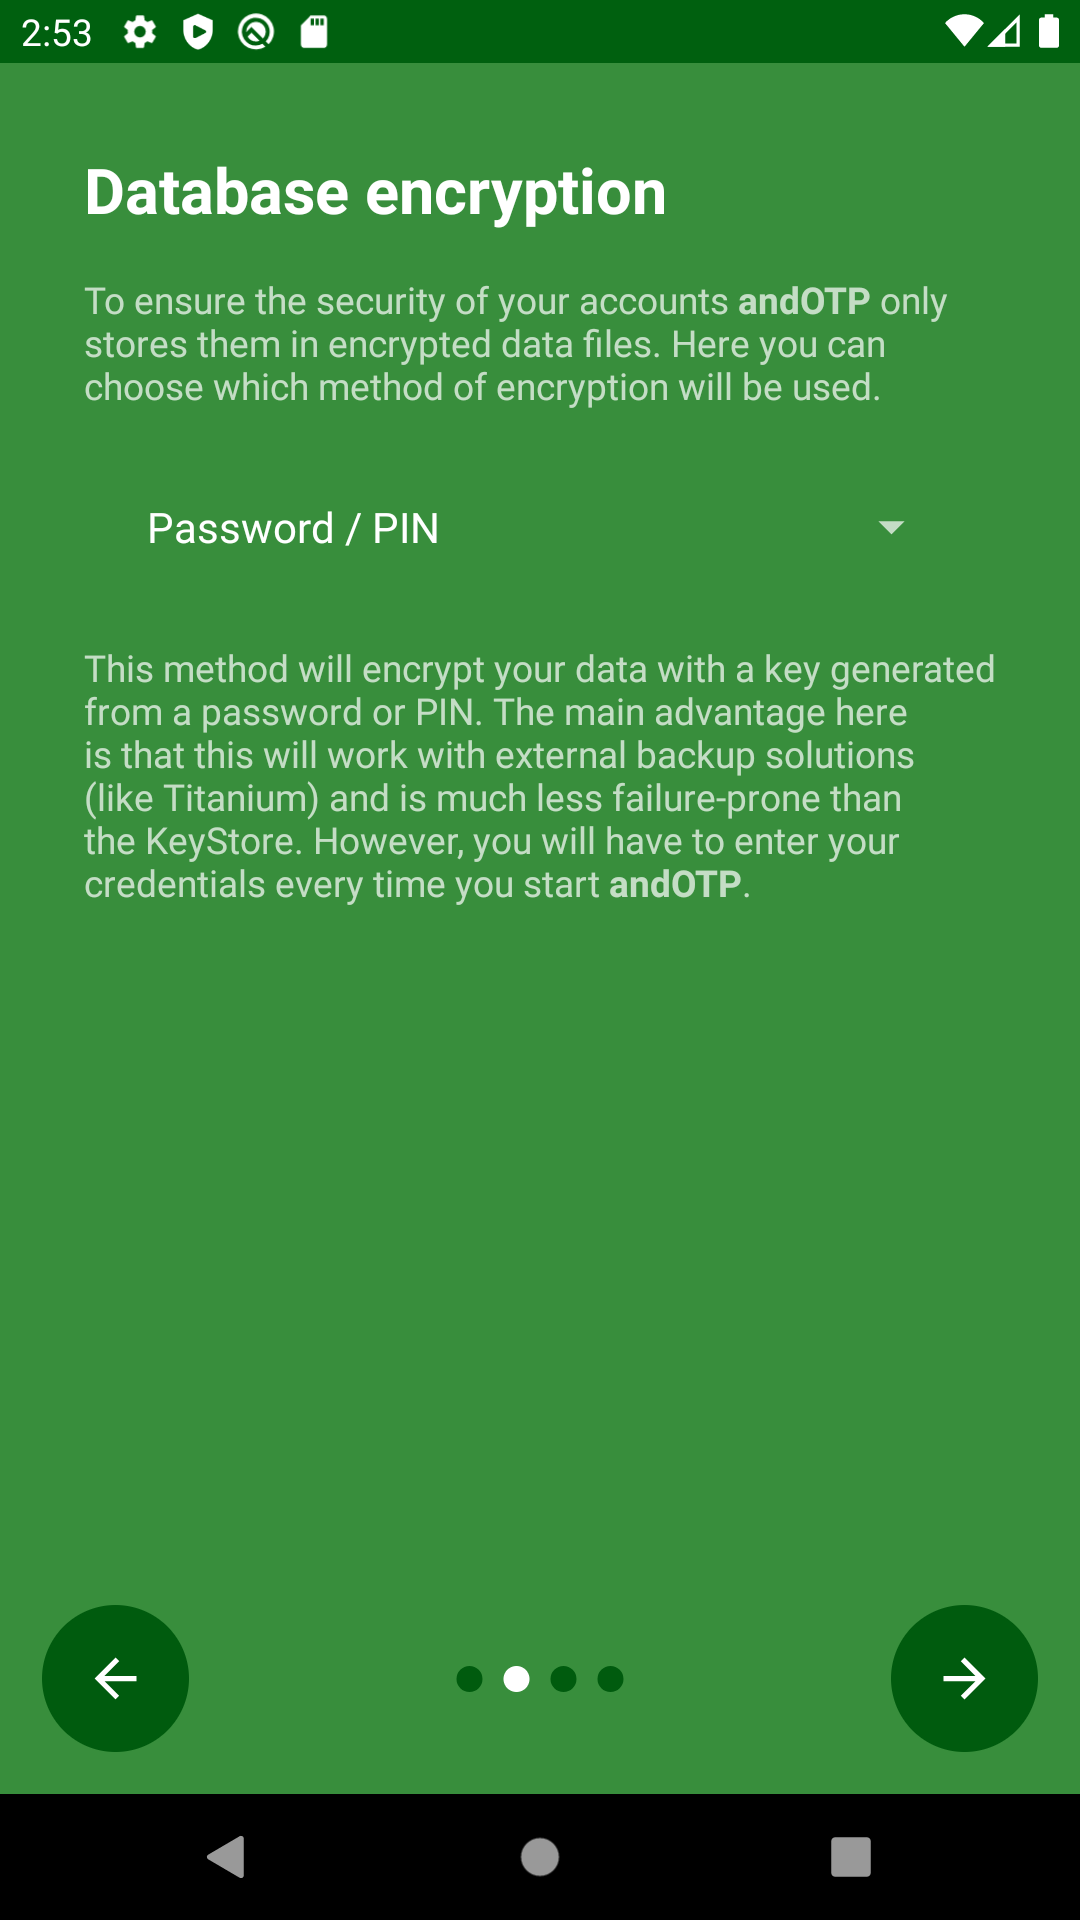 2:53
Database encryption
To ensure the security of your accounts andOTP only
stores them in encrypted data files. Here you can
choose which method of encryption will be used.
Password / PIN
This method will encrypt your data with a key generated
from a password or PIN. The main advantage here
is that this will work with external backup solutions
(like Titanium) and is much less failure-prone than
the KeyStore. However, you will have to enter your
credentials every time you start andOTP.